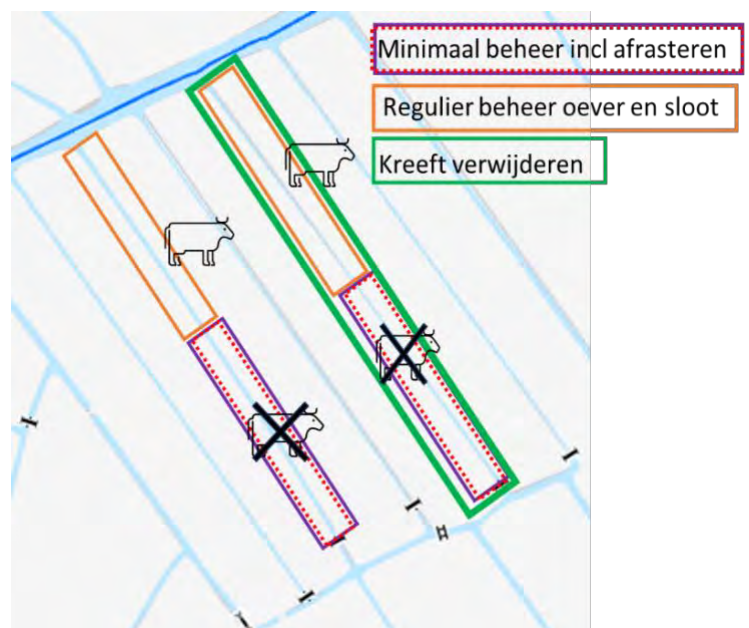 Minimaal beheer incl afrasteren
Regulier beheer oever en sloot
Kreeft verwijderen